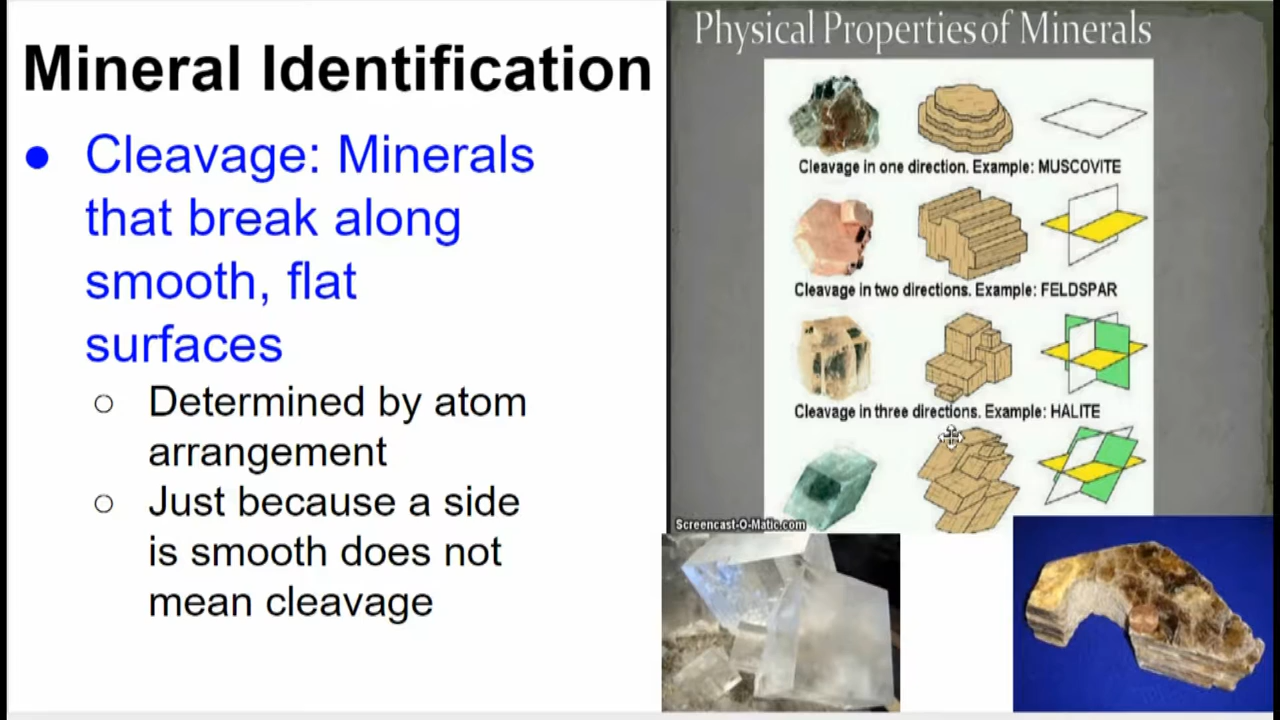 Mineral Identification
● Cleavage: Minerals
that break along
smooth, flat
surfaces
○ Determined by atom
arrangement
○ Just because a side
is smooth does not
mean cleavage
Physical Properties of Minerals
Cleavage in one direction. Example: MUSCOVITE
Cleavage in two directions. Example: FELDSPAR
Cleavage in three directions. Example: HALITE
Screencast-O-Matic.com